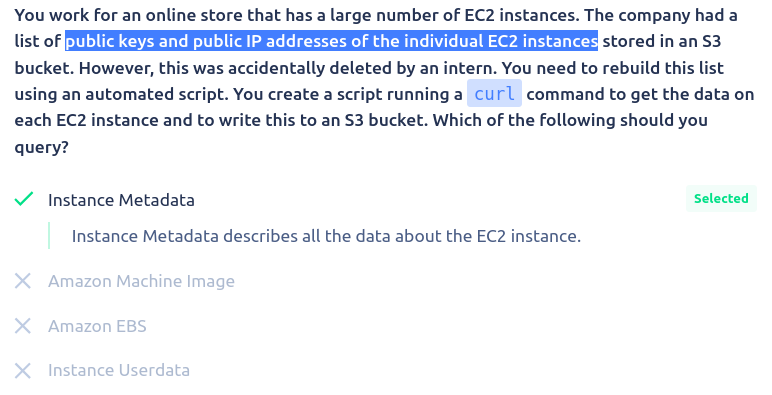 You work for an online store that has a large number of EC2 instances. The company had a
list of public keys and public IP addresses of the individual EC2 instances stored in an S3
bucket. However, this was accidentally deleted by an intern. You need to rebuild this list
using an automated script. You create a script running a curl command to get the data on
each EC2 instance and to write this to an S3 bucket. Which of the following should you
query?
Instance Metadata Selected
Instance Metadata describes all the data about the EC2 instance.
Amazon Machine Image
Amazon EBS
Instance Userdata